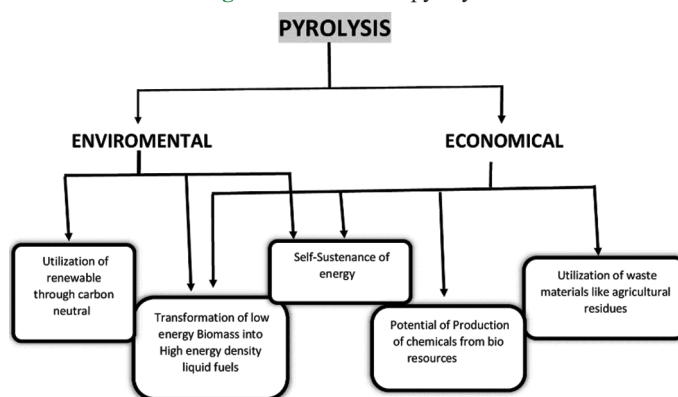 PYROLYSIS
ENVIROMENTAL
ECONOMICAL
Utilization of
renewable
through carbon
neutral
Transformation of low
energy Biomass into
High energy density
liquid fuels
Self-Sustenance of
energy
Potential of Production
of chemicals from bio
resources
Utilization of waste
materials like agricultural
residues